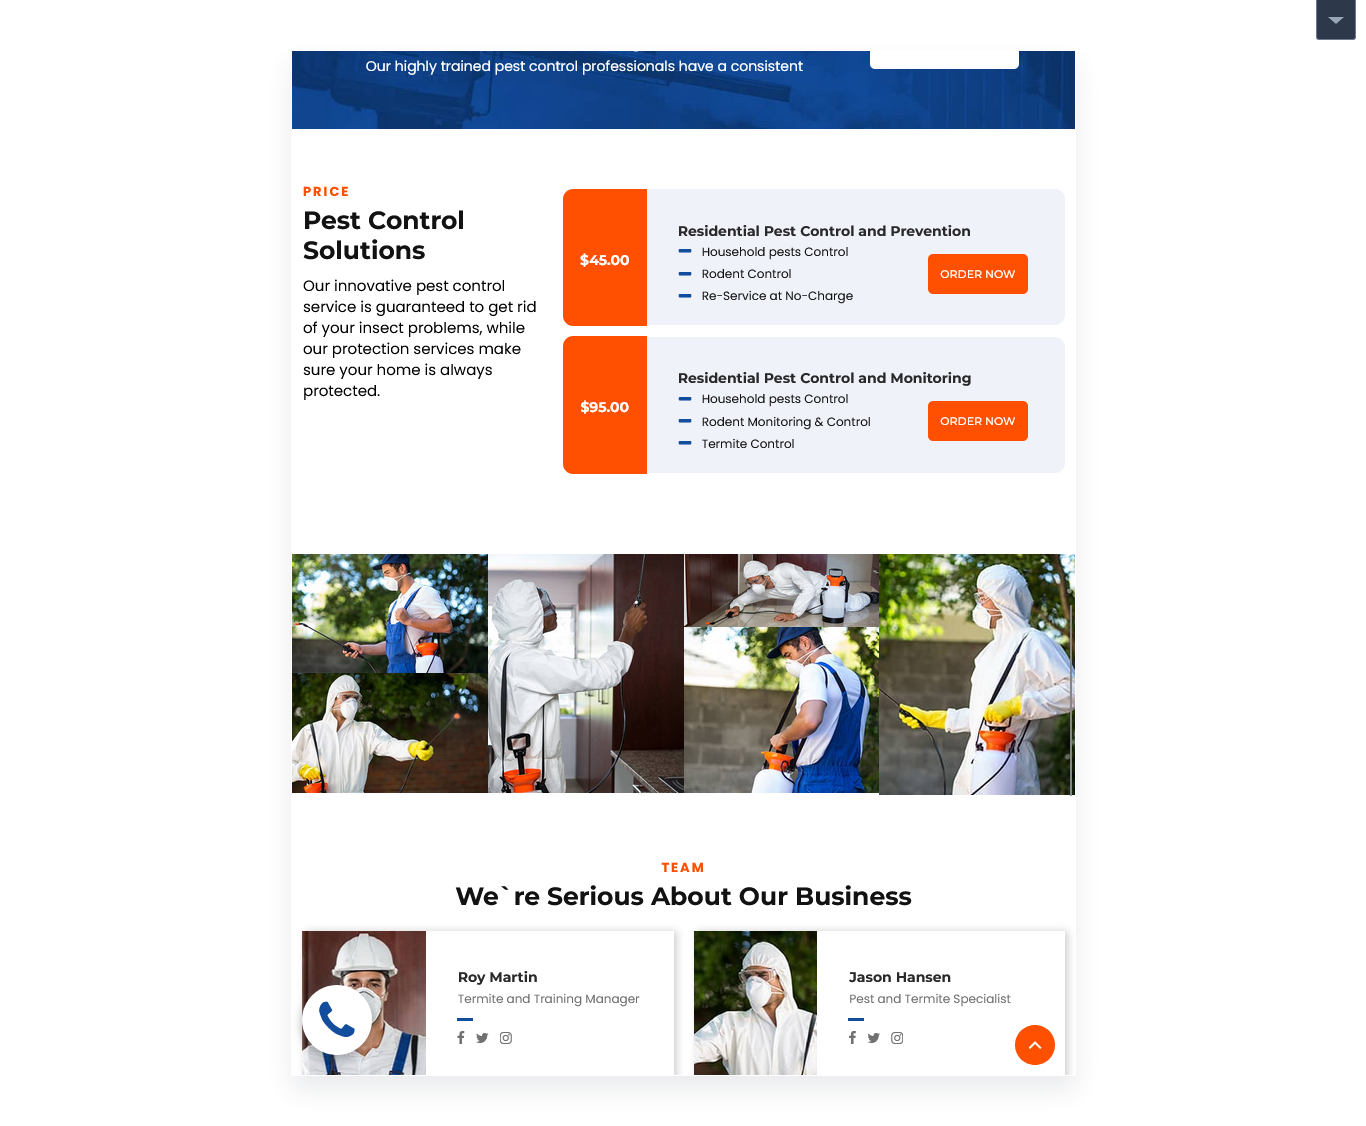 Our highly trained pest control professionals have a consistent
PRICE
Pest Control
Solutions
Our innovative pest control
service is guaranteed to get rid
of your insect problems, while
our protection services make
sure your home is always
protected.
$45.00
Residential Pest Control and Prevention
Household pests Control
Rodent Control
Re-Service at No-Charge
ORDER NOW
$95.00
Residential Pest Control and Monitoring
Household pests Control
Rodent Monitoring & Control
Termite Control
ORDER NOW
TEAM
We`re Serious About Our Business
Roy Martin
Termite and Training Manager
Jason Hansen
Pest and Termite Specialist